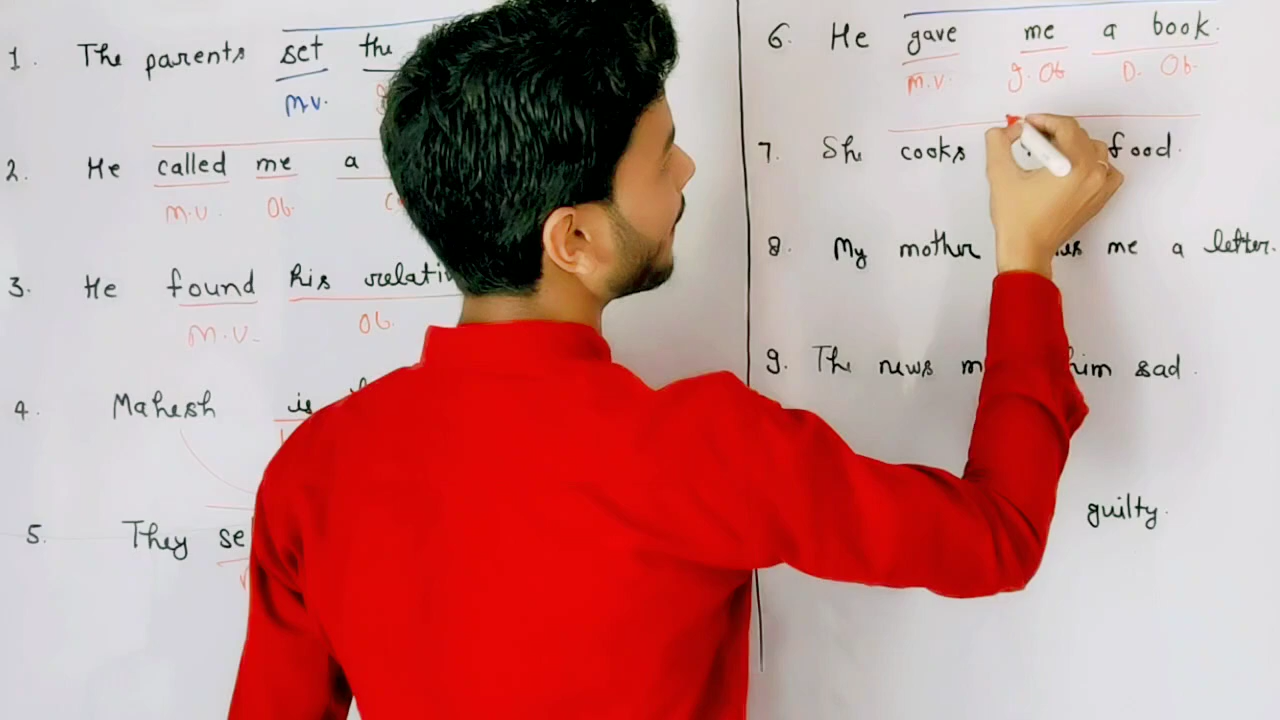 1. The parents set the
m.v.
2. He called me a
m.v. Ob.
3. He found his
m.v. Ob.
4. Mahesh is
5. They
6. He gave me a book.
m.v. I. Ob D. Ob.
7. She cooks food.
8. My mother me a letter.
9. The news him sad.
guilty.